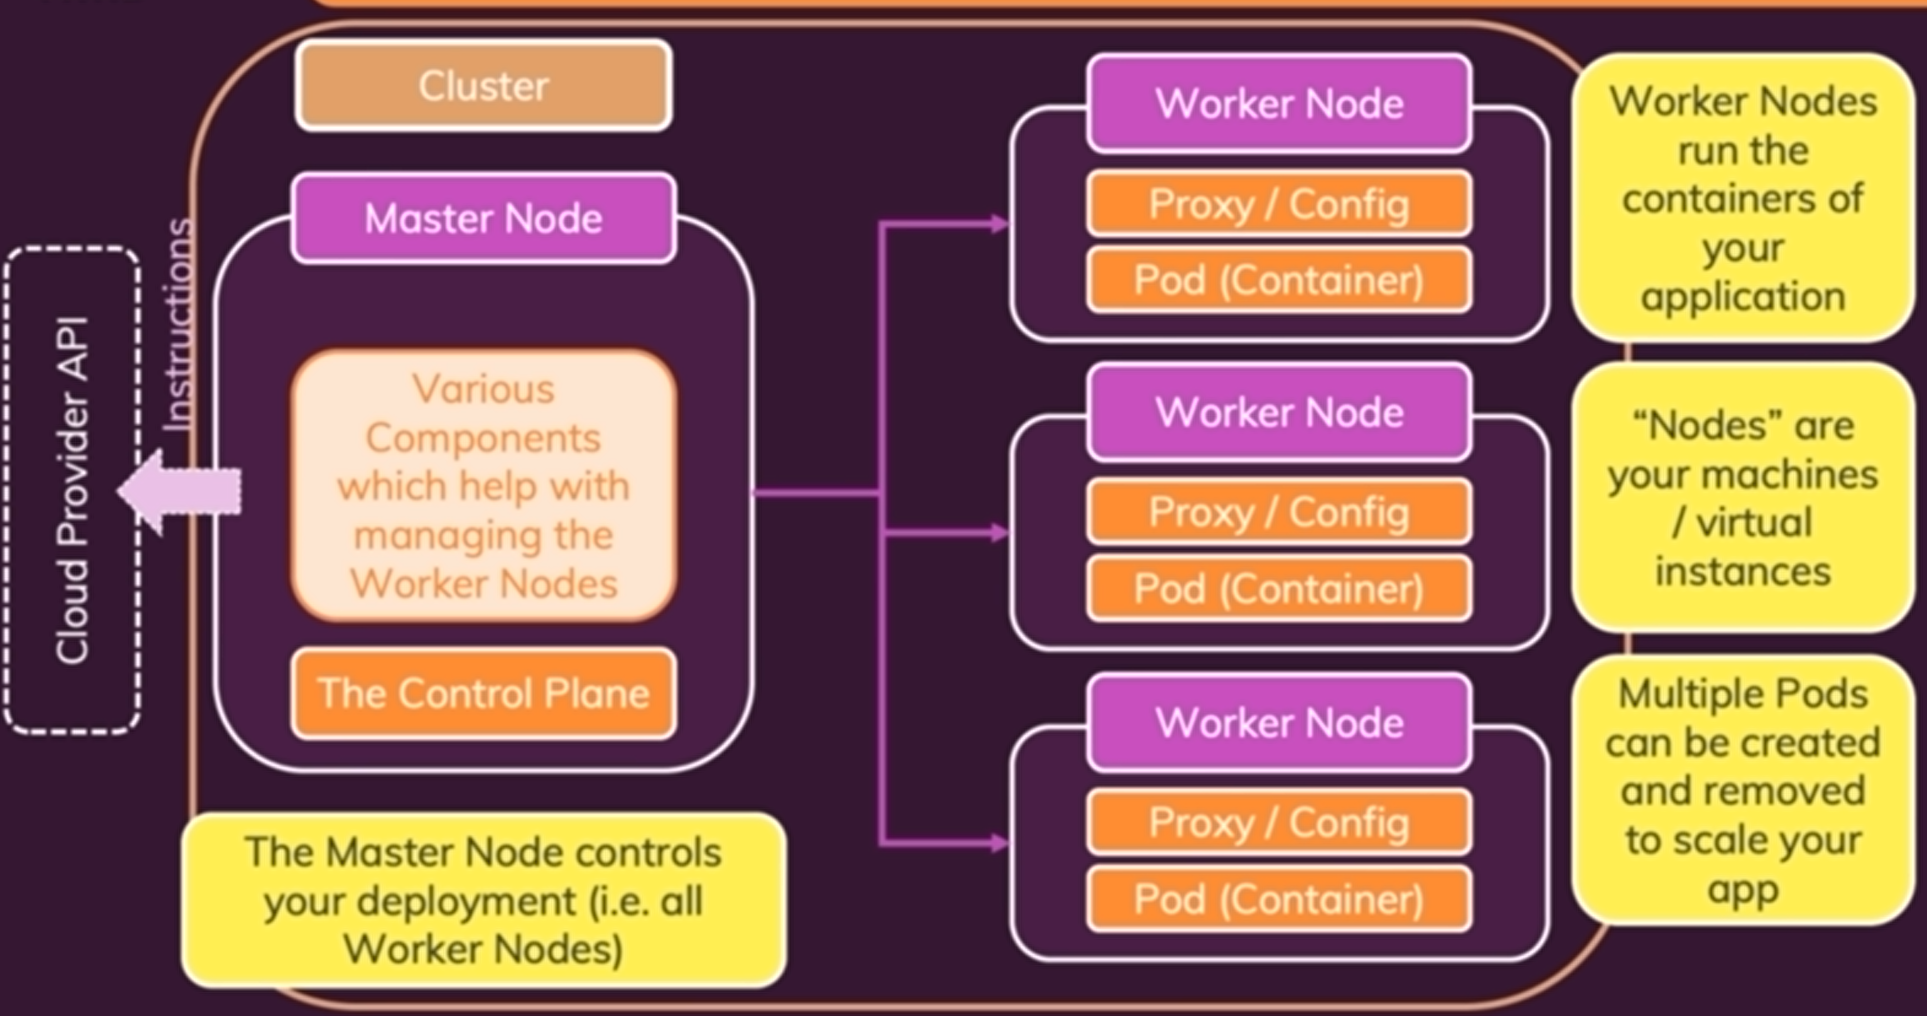 Cluster
Master Node
Instructions
Cloud Provider API
Various
Components
which help with
managing the
Worker Nodes
The Control Plane
The Master Node controls
your deployment (i.e. all
Worker Nodes)
Worker Node
Proxy / Config
Pod (Container)
Worker Node
Proxy / Config
Pod (Container)
Worker Node
Proxy / Config
Pod (Container)
Worker Nodes
run the
containers of
your
application
“Nodes” are
your machines
/ virtual
instances
Multiple Pods
can be created
and removed
to scale your
app